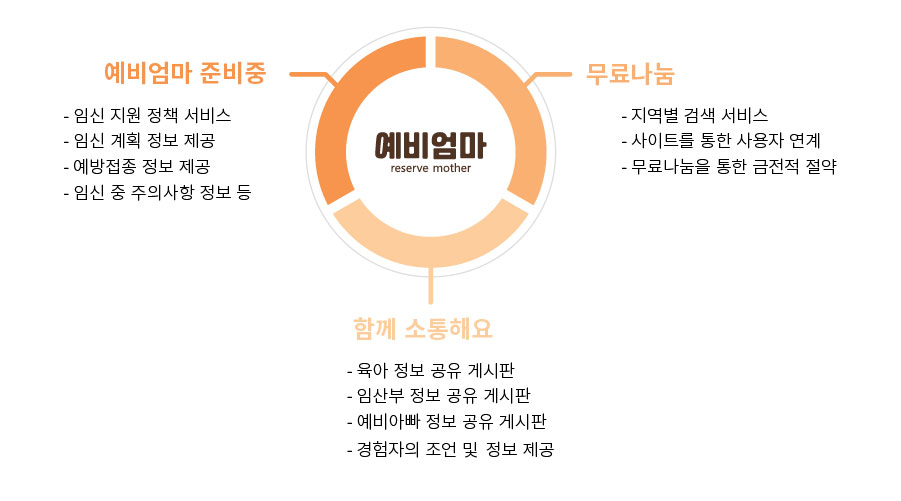 예비엄마 준비중
- 임신 지원 정책 서비스
- 임신 계획 정보 제공
- 예방접종 정보 제공
- 임신 중 주의사항 정보 등
예비엄마
reserve mother
무료나눔
- 지역별 검색 서비스
- 사이트를 통한 사용자 연계
- 무료나눔을 통한 금전적 절약
함께 소통해요
- 육아 정보 공유 게시판
- 임산부 정보 공유 게시판
- 예비아빠 정보 공유 게시판
- 경험자의 조언 및 정보 제공